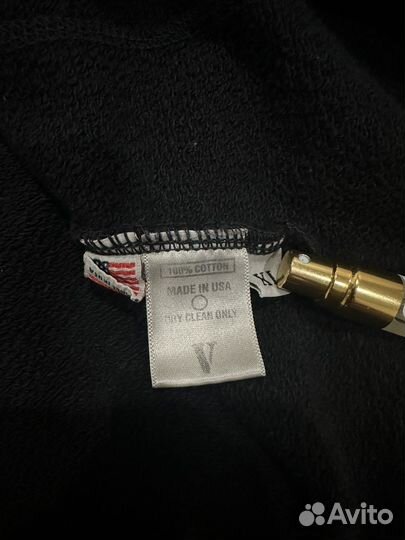 100% COTTON
MADE IN USA
DRY CLEAN ONLY
V
XL
Avito